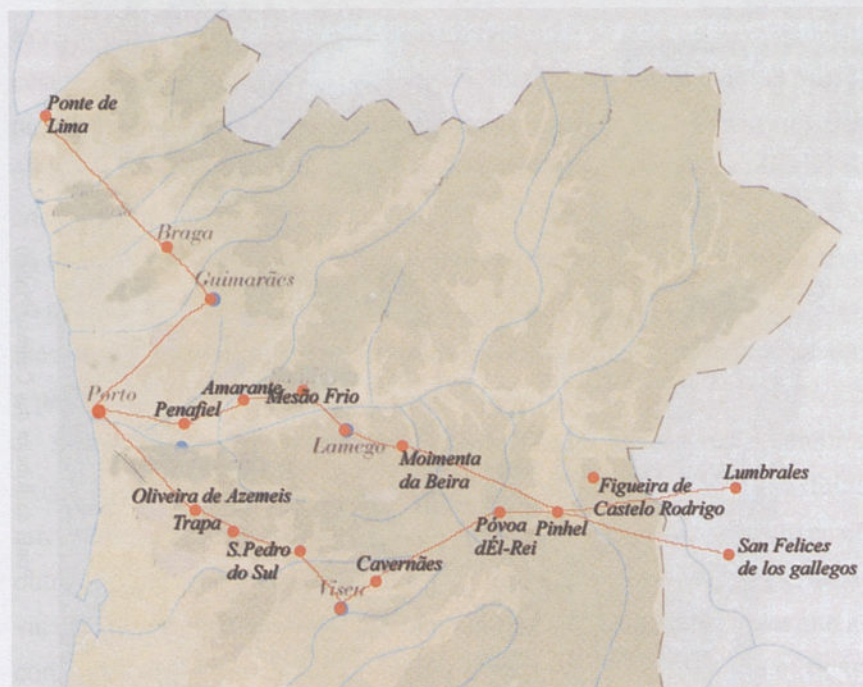 Ponte de
Lima
Braga
Guimarães
Porto
Amarante
Mesão Frio
Penafiel
Lamego
Moimenta
da Beira
Lumbrales
Figueira de
Castelo Rodrigo
Oliveira de Azemeis
Trapa
Póvoa
dÉl-Rei
Pinhel
S.Pedro
do Sul
Cavernães
San Felices
de los gallegos
Viseu